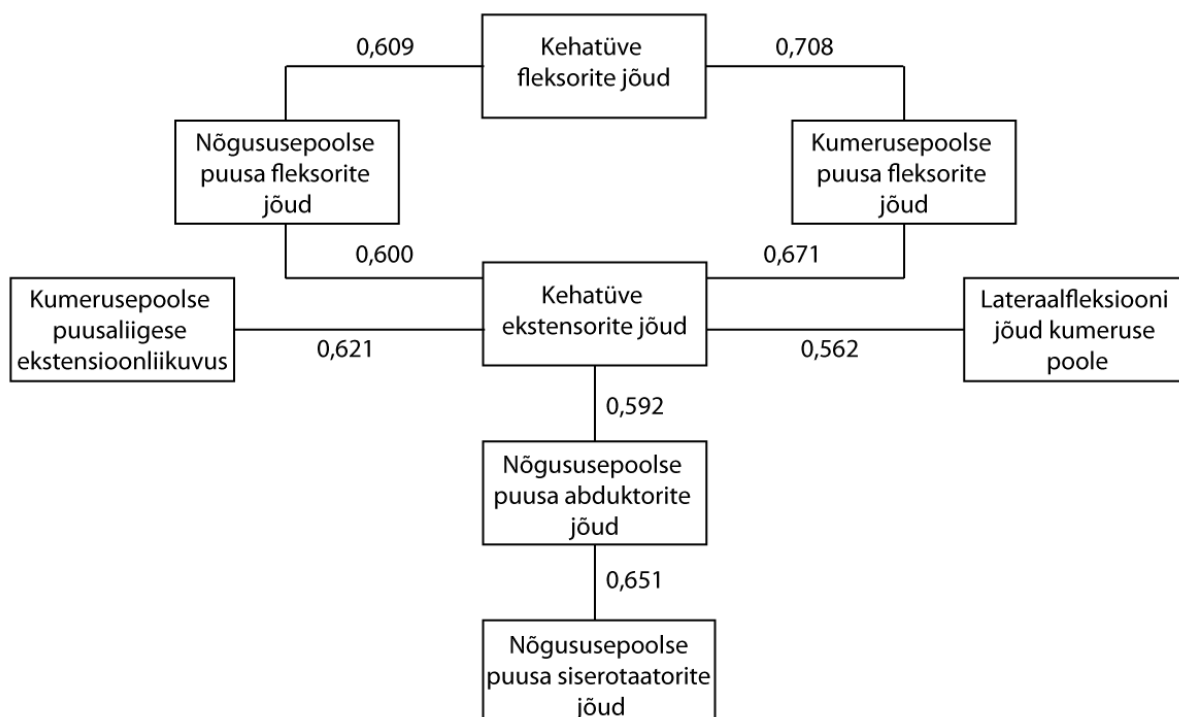 0,609
Kehatüve
fleksorite jõud
0,708
Nõgususepoolse
puusa fleksorite
jõud
Kumerusepoolse
puusa fleksorite
jõud
0,600
0,671
Kumerusepoolse
puusaliigese
ekstensioonliikuvus
Kehatüve
ekstensorite jõud
Lateraalfleksiooni
jõud kumeruse
poole
0,621
0,562
0,592
Nõgususepoolse
puusa abduktorite
jõud
0,651
Nõgususepoolse
puusa siserotaatorite
jõud